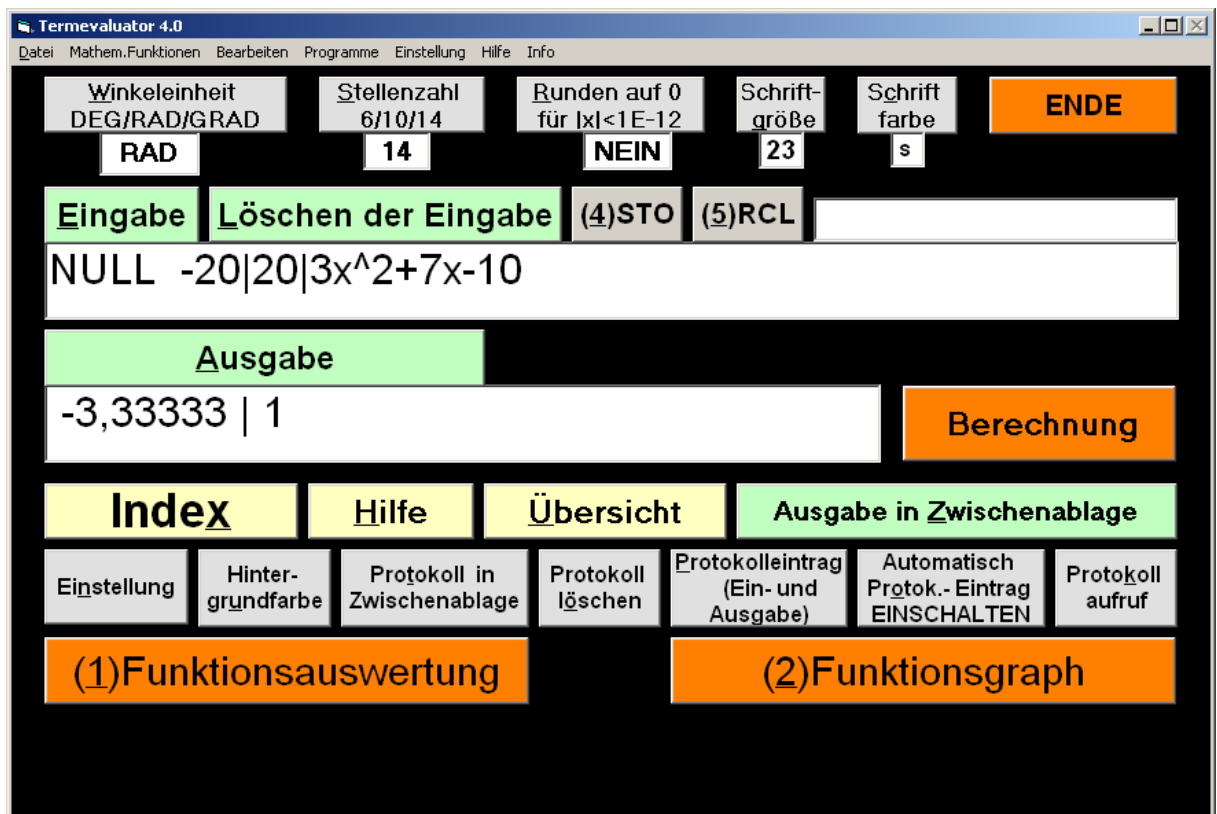 Termevaluator 4.0
Datei Mathem.Funktionen Bearbeiten Programme Einstellung Hilfe Info
Winkeleinheit
DEG/RAD/GRAD
RAD
Stellenzahl
6/10/14
14
Runden auf 0
für |x|<1E-12
NEIN
Schrift-
größe
23
Schrift
farbe
s
ENDE
Eingabe
Löschen der Eingabe
(4)STO
(5)RCL
NULL -20|20|3x^2+7x-10
Ausgabe
-3,33333 | 1
Berechnung
Index
Hilfe
Übersicht
Ausgabe in Zwischenablage
Einstellung
Hinter-
grundfarbe
Protokoll in
Zwischenablage
Protokoll
löschen
Protokolleintrag
(Ein- und
Ausgabe)
Automatisch
Protok.- Eintrag
EINSCHALTEN
Protokoll
aufruf
(1)Funktionsauswertung
(2)Funktionsgraph